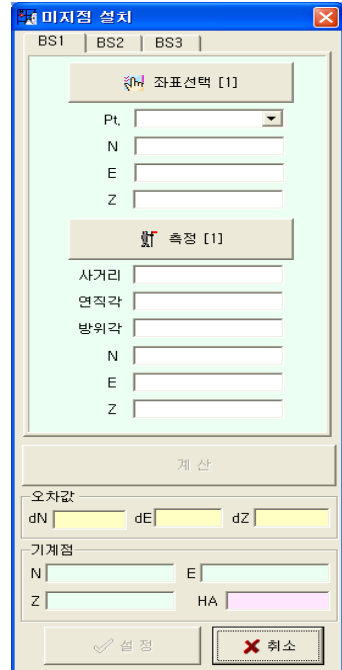 미지점 설치
BS1 BS2 BS3
좌표선택 [1]
Pt.
N
E
Z
측정 [1]
사거리
연직각
방위각
N
E
Z
계 산
오차값
dN dE dZ
기계점
N E
Z HA
설 정 취소